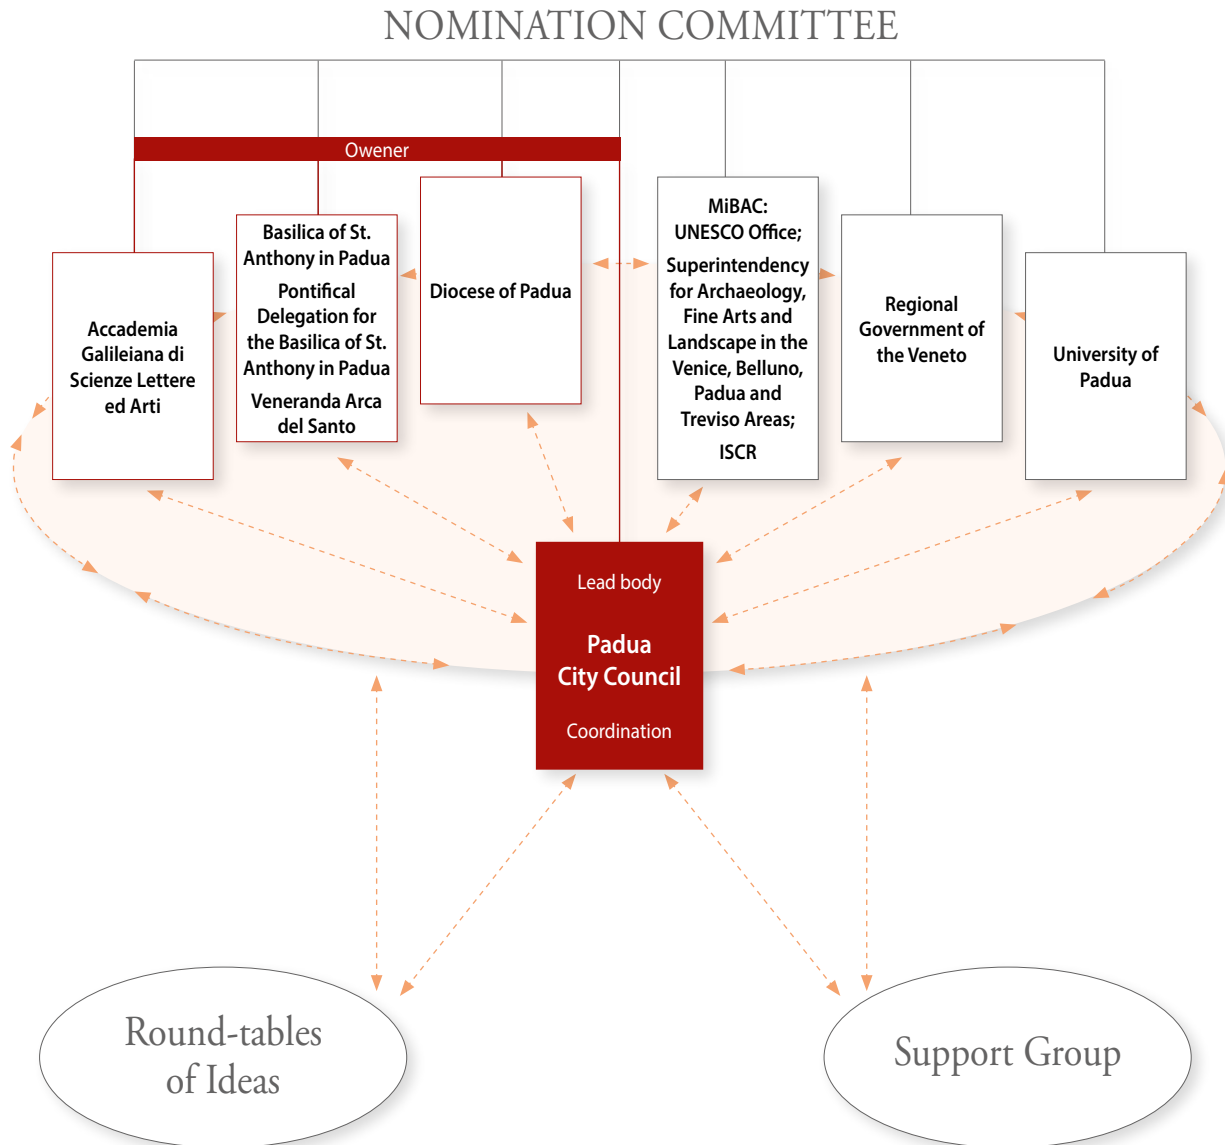 NOMINATION COMMITTEE
Owener
Accademia
Galileiana di
Scienze Lettere
ed Arti
Basilica of St.
Anthony in Padua
Pontifical
Delegation for
the Basilica of St.
Anthony in Padua
Veneranda Arca
del Santo
Diocese of Padua
MiBAC:
UNESCO Office;
Superintendency
for Archaeology,
Fine Arts and
Landscape in the
Venice, Belluno,
Padua and
Treviso Areas;
ISCR
Regional
Government of
the Veneto
University of
Padua
Lead body
Padua
City Council
Coordination
Round-tables
of Ideas
Support Group